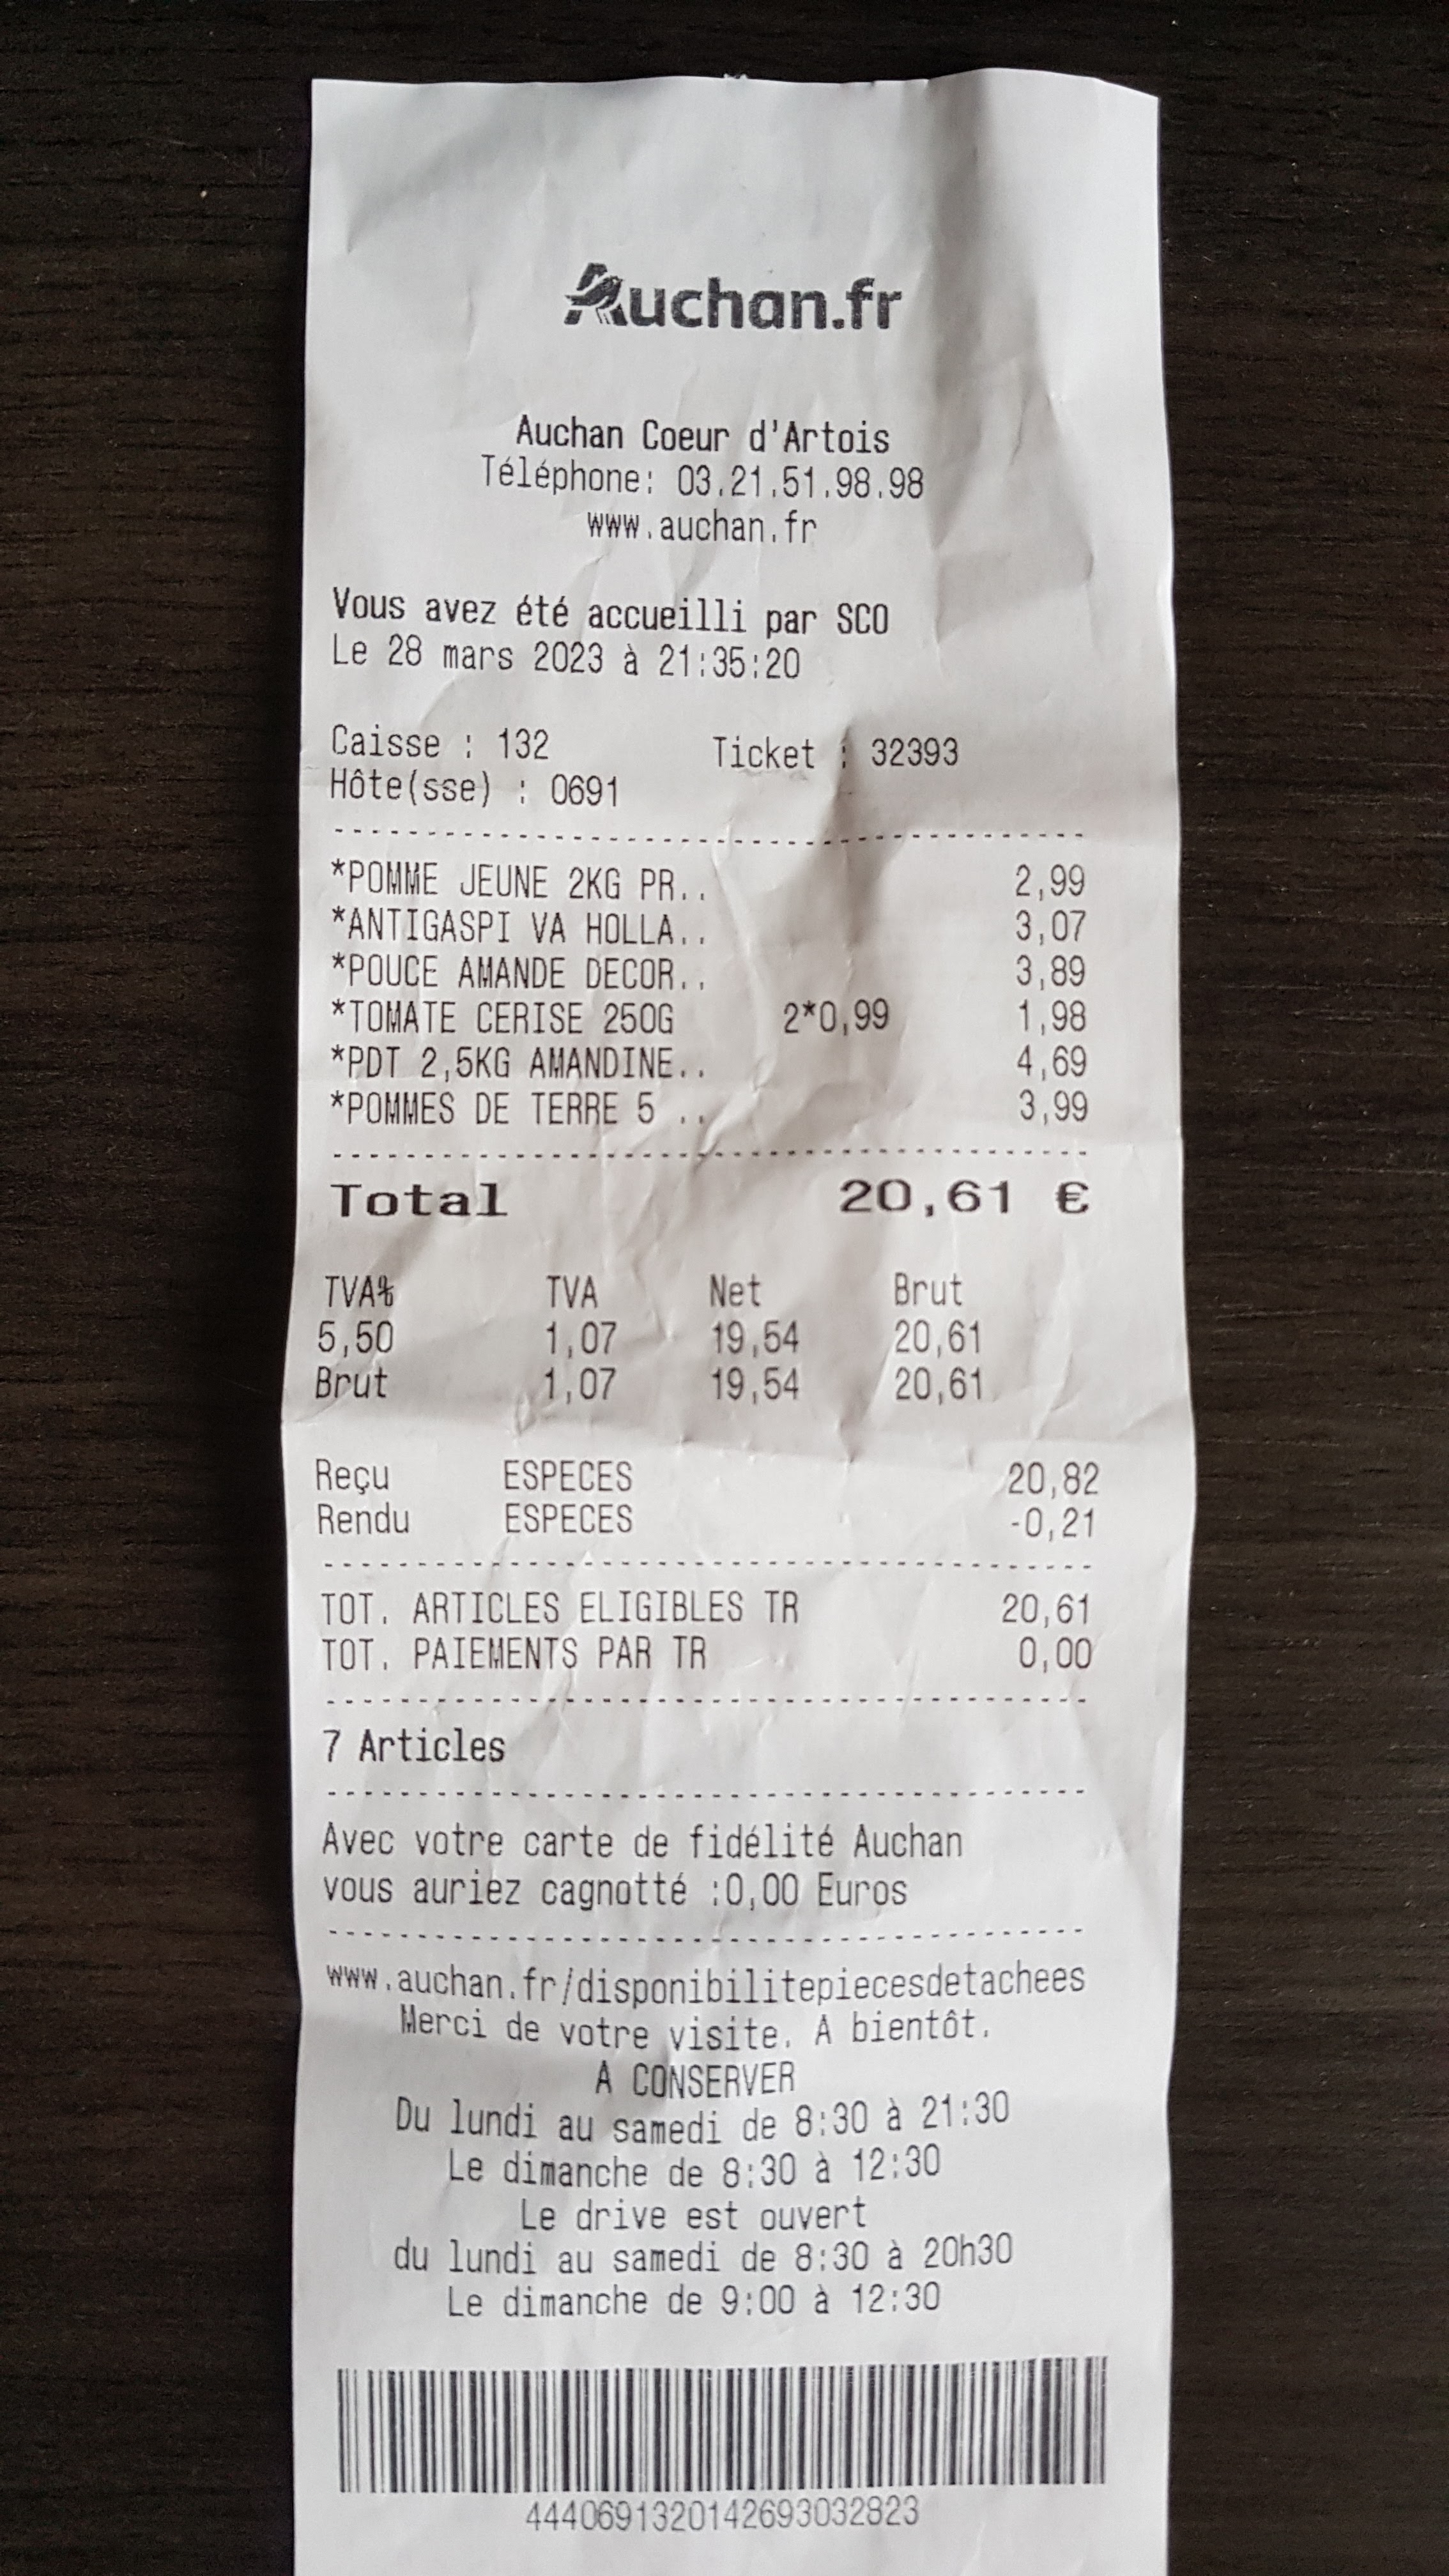 Auchan.fr
Auchan Coeur d'Artois
Téléphone: 03.21.51.98.98
www.auchan.fr
Vous avez été accueilli par SCO
Le 28 mars 2023 à 21:35:20
Caisse : 132 Ticket : 32393
Hôte(sse) : 0691
*POMME JEUNE 2KG PR.. 2,99
*ANTIGASPI VA HOLLA.. 3,07
*POUCE AMANDE DECOR.. 3,89
*TOMATE CERISE 250G 2*0,99 1,98
*PDT 2,5KG AMANDINE.. 4,69
*POMMES DE TERRE 5 .. 3,99
Total 20,61 €
TVA% TVA Net Brut
5,50 1,07 19,54 20,61
Brut 1,07 19,54 20,61
Reçu ESPECES 20,82
Rendu ESPECES -0,21
TOT. ARTICLES ELIGIBLES TR 20,61
TOT. PAIEMENTS PAR TR 0,00
7 Articles
Avec votre carte de fidélité Auchan
vous auriez cagnotté :0,00 Euros
www.auchan.fr/disponibilitepiecesdetachees
Merci de votre visite. A bientôt.
A CONSERVER
Du lundi au samedi de 8:30 à 21:30
Le dimanche de 8:30 à 12:30
Le drive est ouvert
du lundi au samedi de 8:30 à 20h30
Le dimanche de 9:00 à 12:30
4440691320142693032823